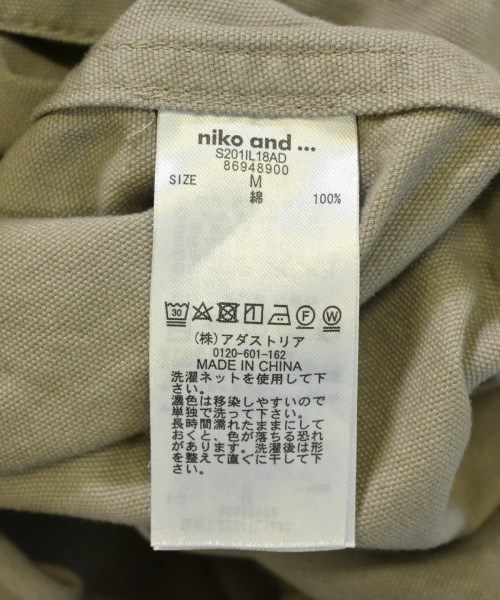 niko and ...
S201IL18AD
86948900
SIZE M
綿 100%
30 F W
(株)アダストリア
0120-601-162
MADE IN CHINA
洗濯ネットを使用して下
さい。
濃色は移染しやすいので
単独で洗って下さい。
長時間濡れたままにして
おくと、色が落ちる恐れ
があります。洗濯後は形
を整えて直ぐに干して下
さい。